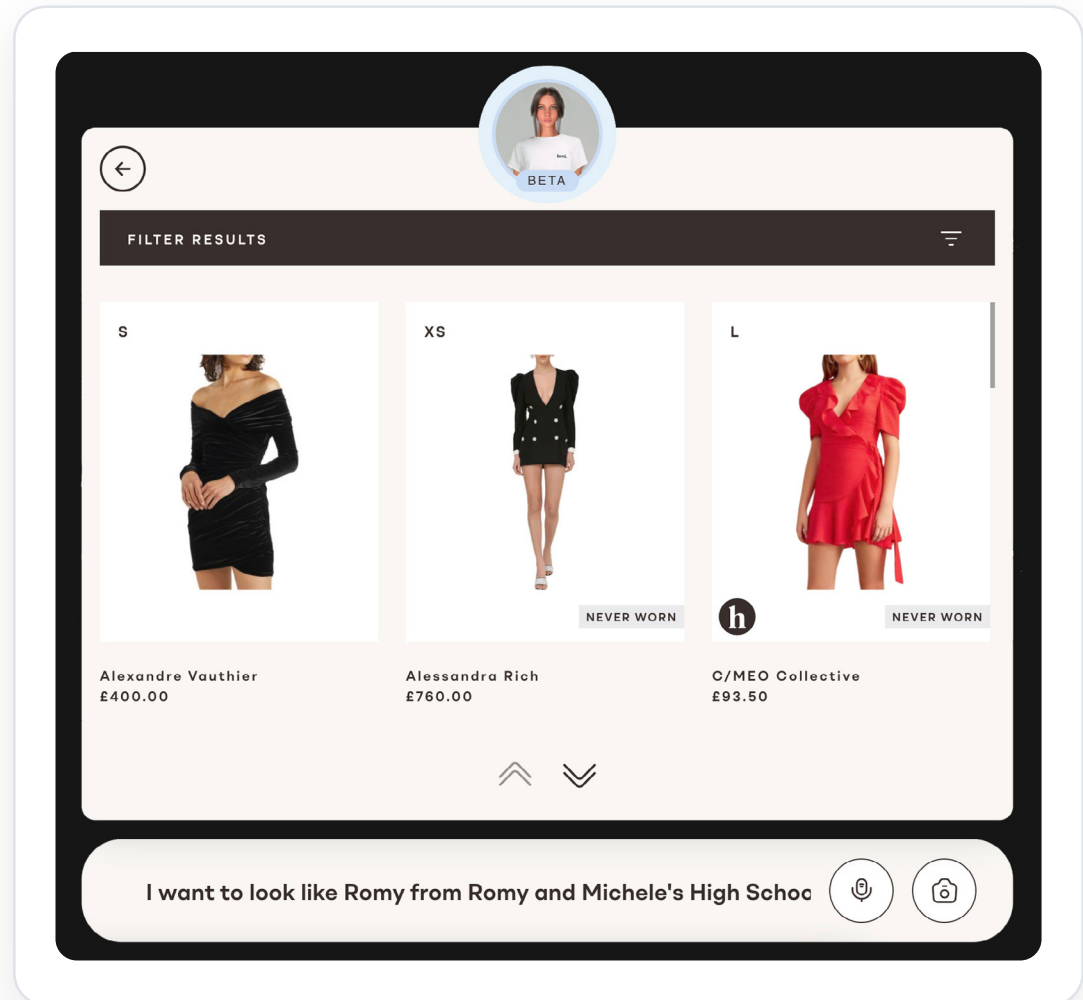 BETA
FILTER RESULTS
S
XS
L
NEVER WORN
h
NEVER WORN
Alexandre Vauthier
£400.00
Alessandra Rich
£760.00
C/MEO Collective
£93.50
I want to look like Romy from Romy and Michele's High Schoo